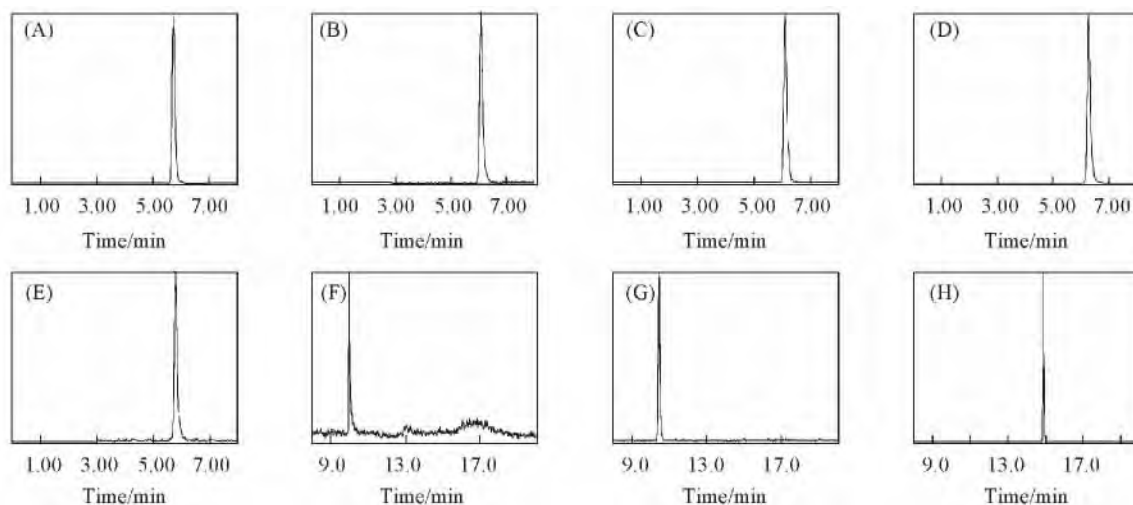 (A) (B) (C) (D)
1.00 3.00 5.00 7.00 1.00 3.00 5.00 7.00 1.00 3.00 5.00 7.00 1.00 3.00 5.00 7.00
Time/min Time/min Time/min Time/min
(E) (F) (G) (H)
1.00 3.00 5.00 7.00 9.0 13.0 17.0 9.0 13.0 17.0 9.0 13.0 17.0
Time/min Time/min Time/min Time/min